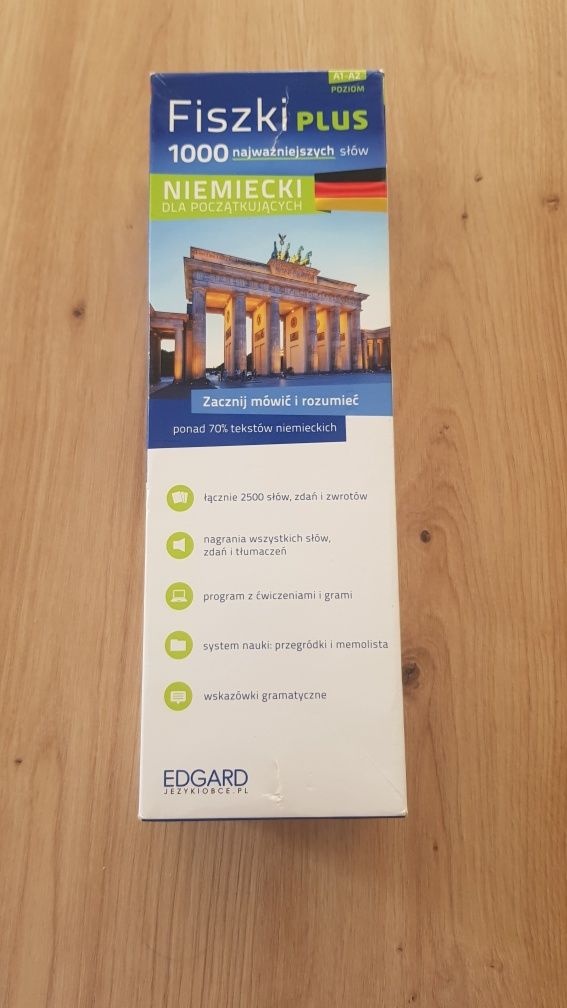 A1-A2
POZIOM
Fiszki PLUS
1000 najważniejszych słów
NIEMIECKI
DLA POCZĄTKUJĄCYCH
Zacznij mówić i rozumieć
ponad 70% tekstów niemieckich
łącznie 2500 słów, zdań i zwrotów
nagrania wszystkich słów,
zdań i tłumaczeń
program z ćwiczeniami i grami
system nauki: przegródki i memolista
wskazówki gramatyczne
EDGARD
JEZYKIOBCE.PL